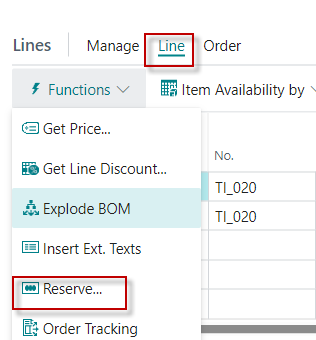 Lines Manage Line Order
Functions Item Availability by
Get Price...
No.
Get Line Discount...
TI_020
Explode BOM
TI_020
Insert Ext. Texts
Reserve...
Order Tracking